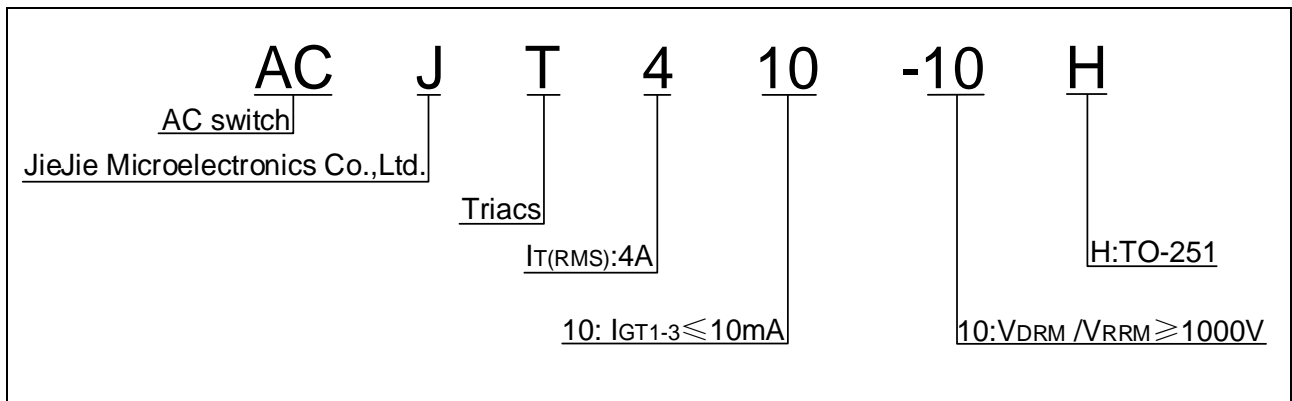 AC J T 4 10 -10 H
AC switch
JieJie Microelectronics Co.,Ltd.
Triacs
IT(RMS):4A
H:TO-251
10: IGT1-3≤10mA
10:VDRM /VRRM≥1000V